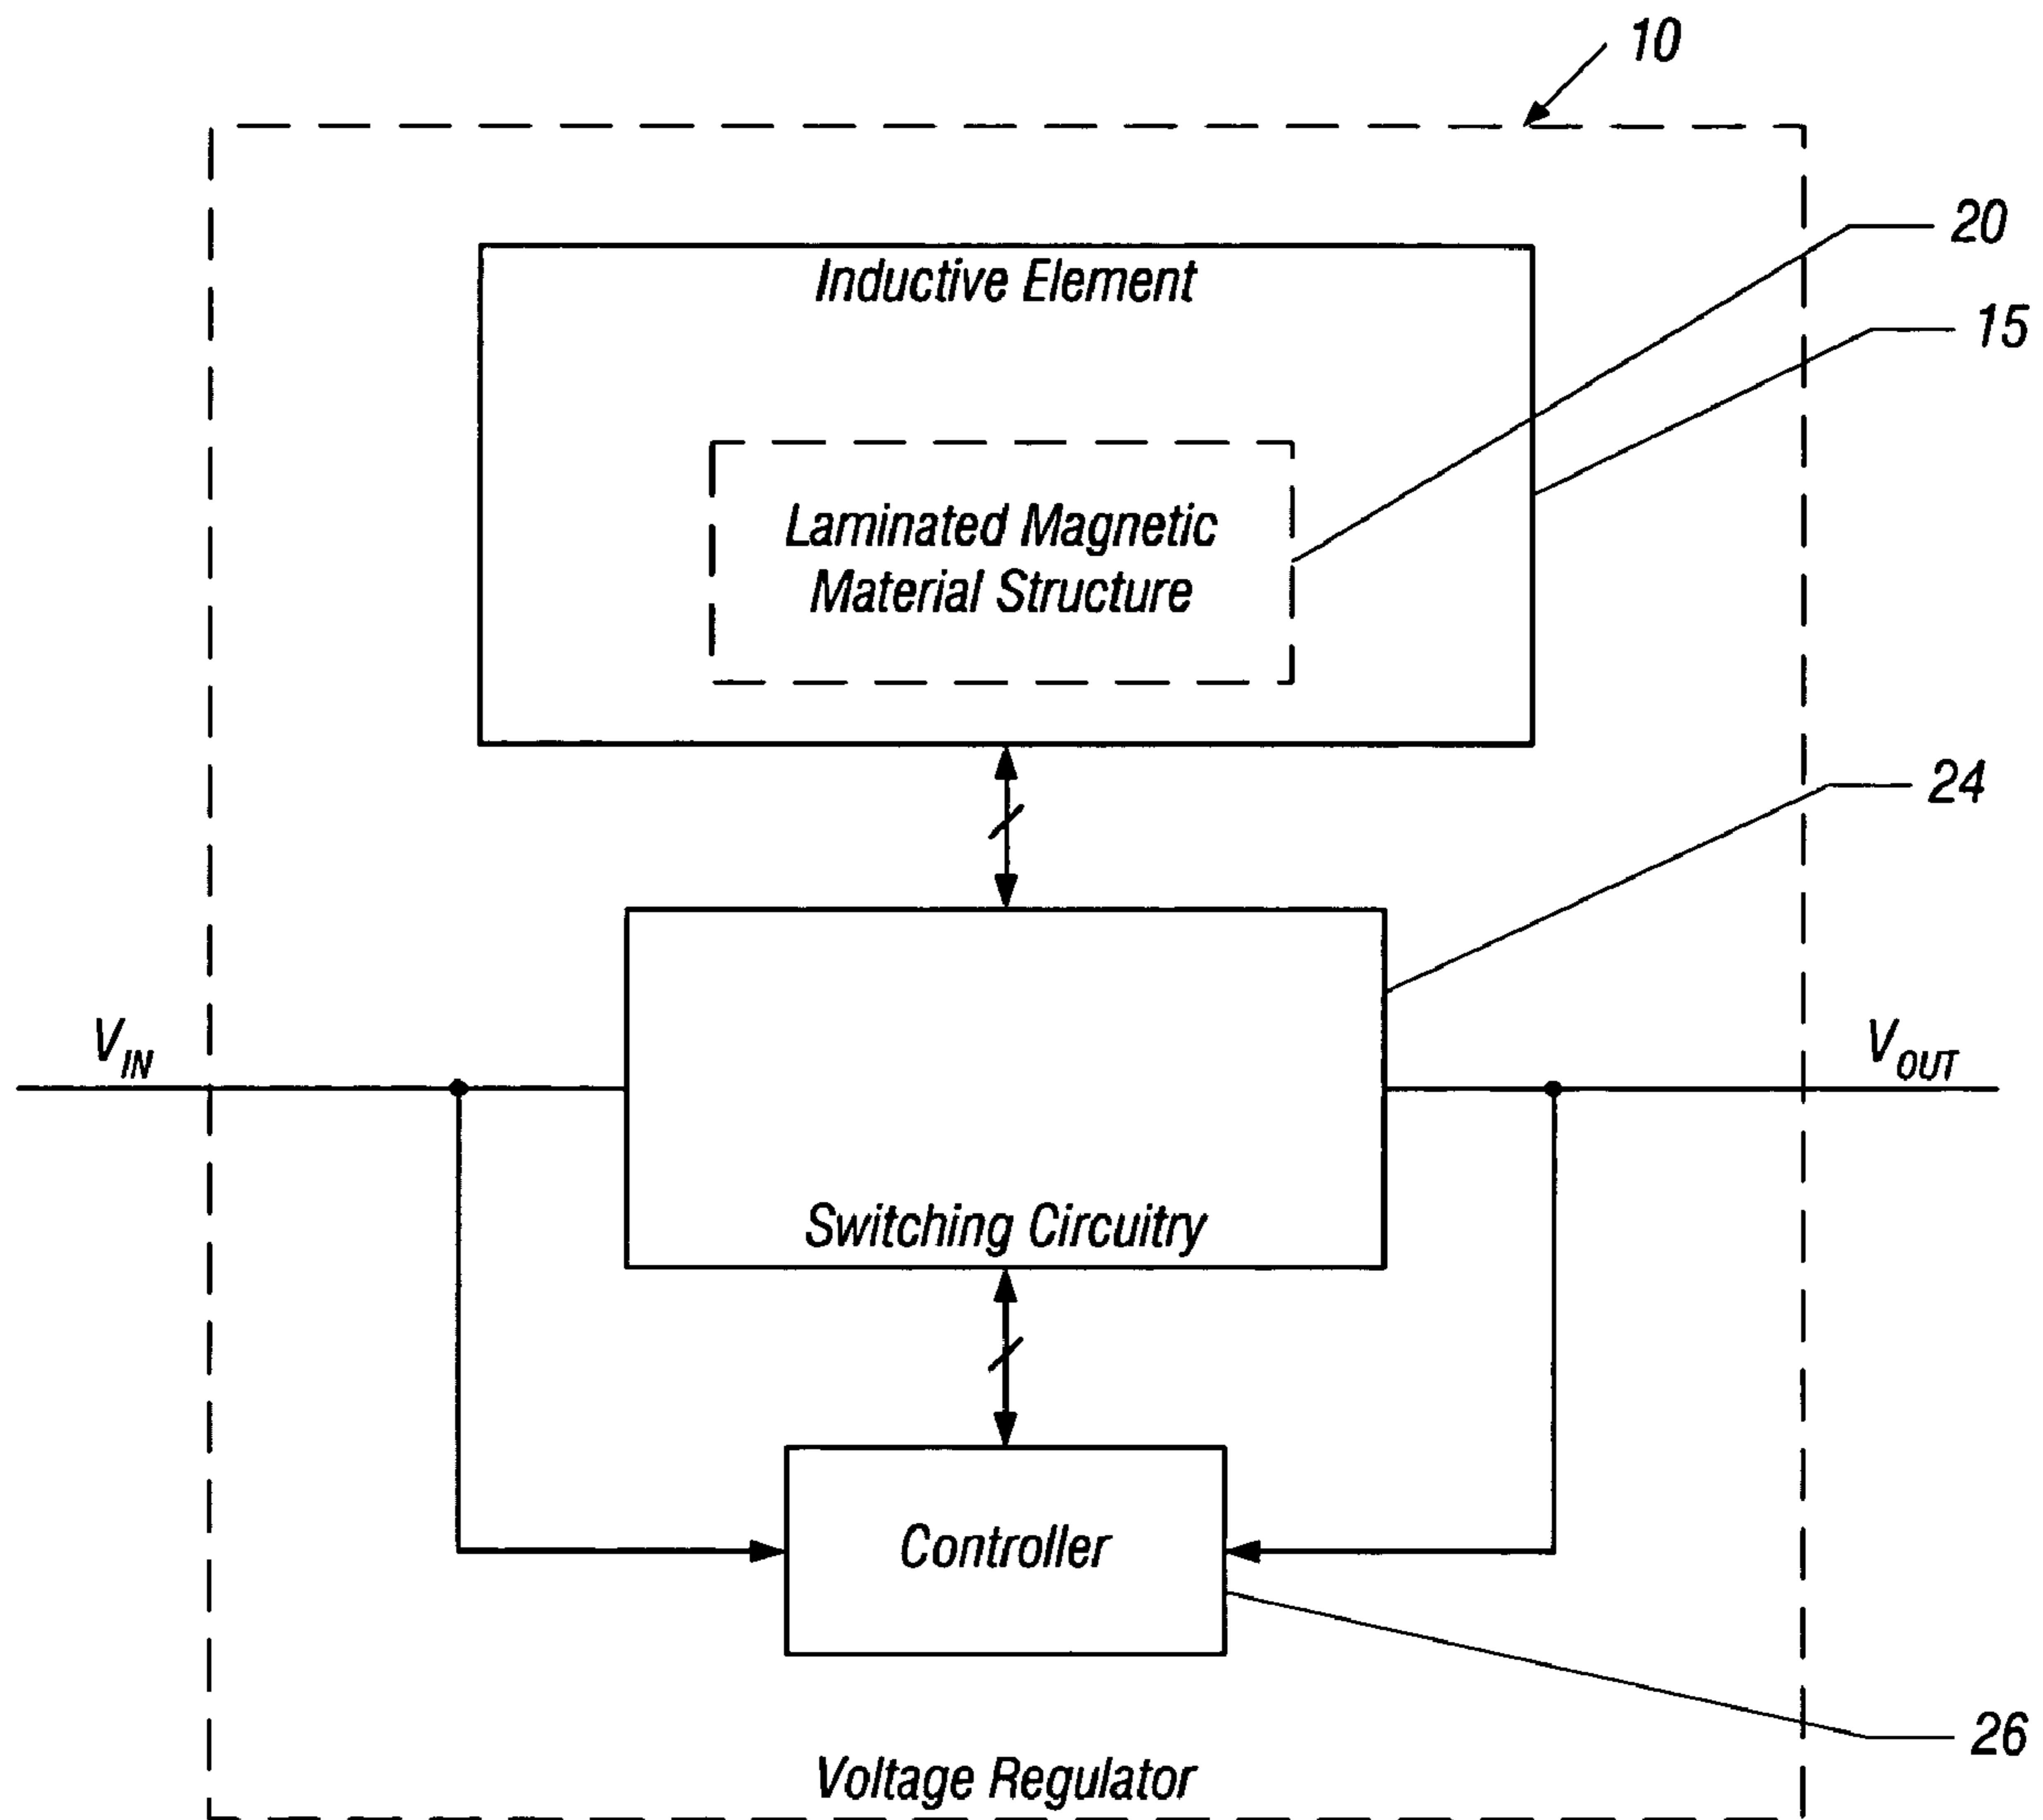 10
20
Inductive Element
15
Laminated Magnetic
Material Structure
24
V_IN
V_OUT
Switching Circuitry
Controller
26
Voltage Regulator